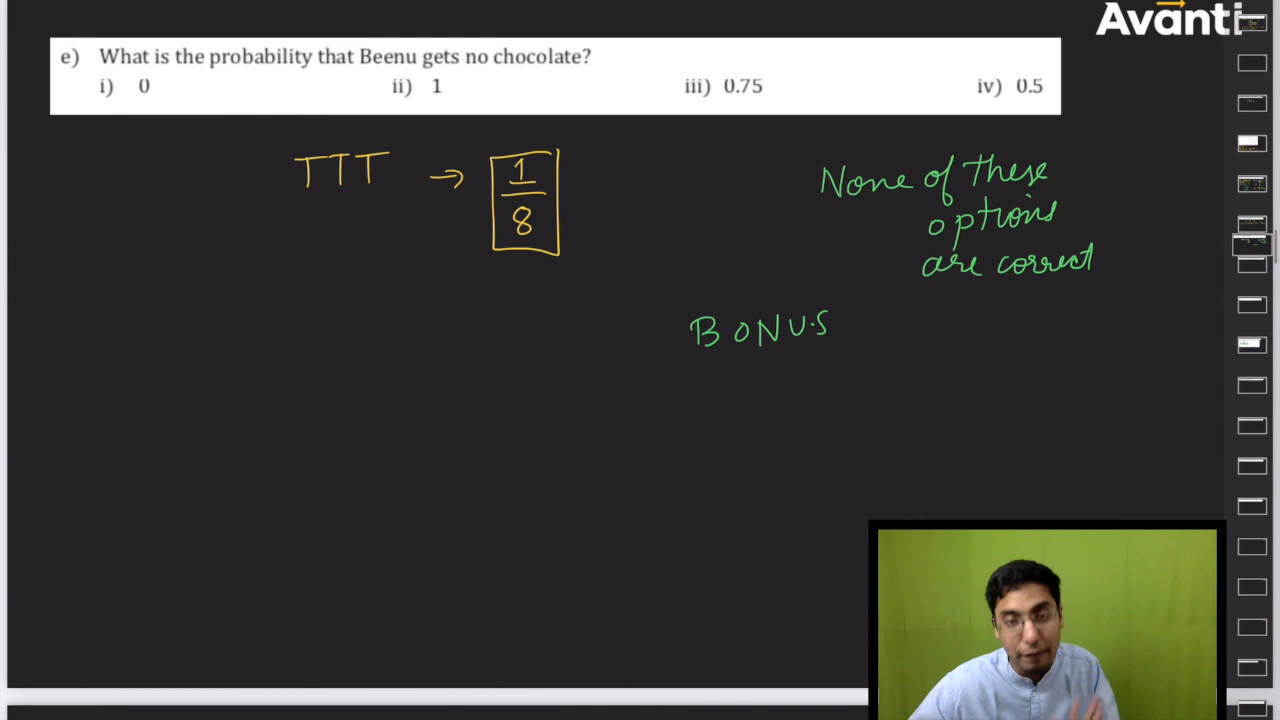 Avanti
e) What is the probability that Beenu gets no chocolate?
i) 0 ii) 1 iii) 0.75 iv) 0.5
TTT → 1/8
None of these
options
are correct
BONUS